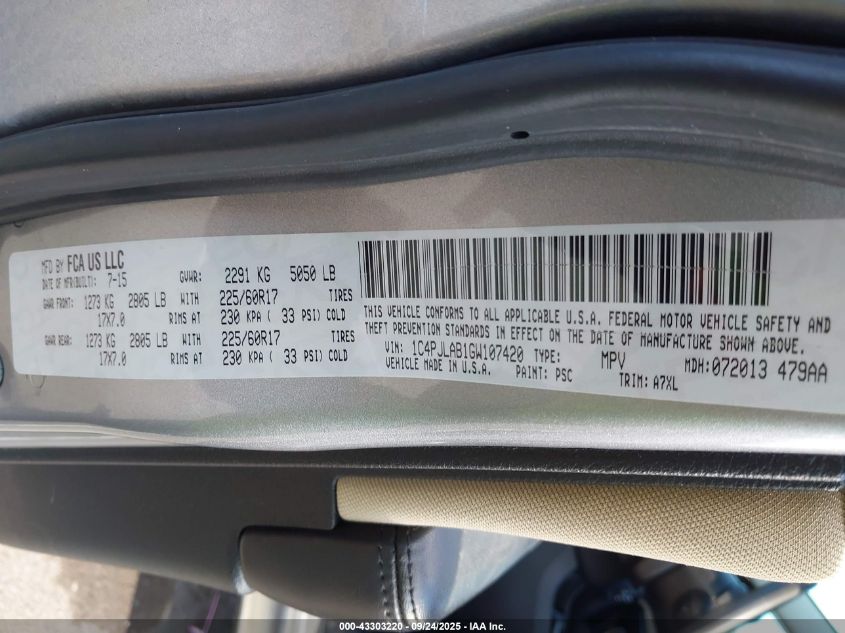 MFD BY FCA US LLC
DATE OF MFR(BUILT): 7-15 GVWR: 2291 KG 5050 LB
GAWR FRONT: 1273 KG 2805 LB WITH 225/60R17 TIRES
17X7.0 RIMS AT 230 KPA ( 33 PSI) COLD
GAWR REAR: 1273 KG 2805 LB WITH 225/60R17 TIRES
17X7.0 RIMS AT 230 KPA ( 33 PSI) COLD
THIS VEHICLE CONFORMS TO ALL APPLICABLE U.S.A. FEDERAL MOTOR VEHICLE SAFETY AND
THEFT PREVENTION STANDARDS IN EFFECT ON THE DATE OF MANUFACTURE SHOWN ABOVE.
VIN: 1C4PJLAB1GW107420 TYPE: MPV MDH:072013 479AA
VEHICLE MADE IN U.S.A. PAINT: PSC TRIM: A7XL
000-43303220 - 09/24/2025 - IAA Inc.